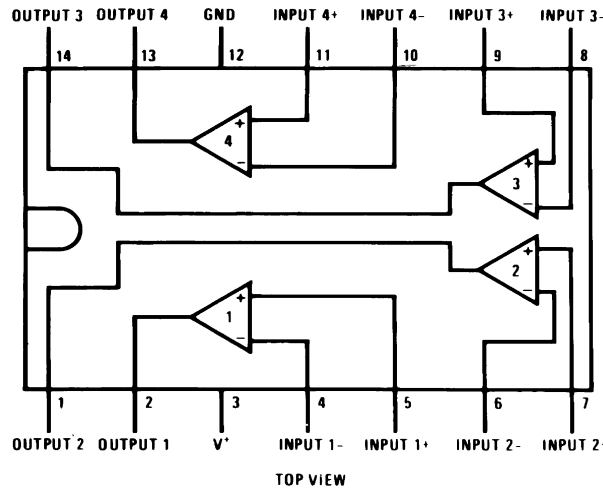 OUTPUT 3 OUTPUT 4 GND INPUT 4+ INPUT 4- INPUT 3+ INPUT 3-
14 13 12 11 10 9 8
+
4
-
+
3
-
+
2
-
+
1
-
1 2 3 4 5 6 7
OUTPUT 2 OUTPUT 1 V+ INPUT 1- INPUT 1+ INPUT 2- INPUT 2
TOP VIEW